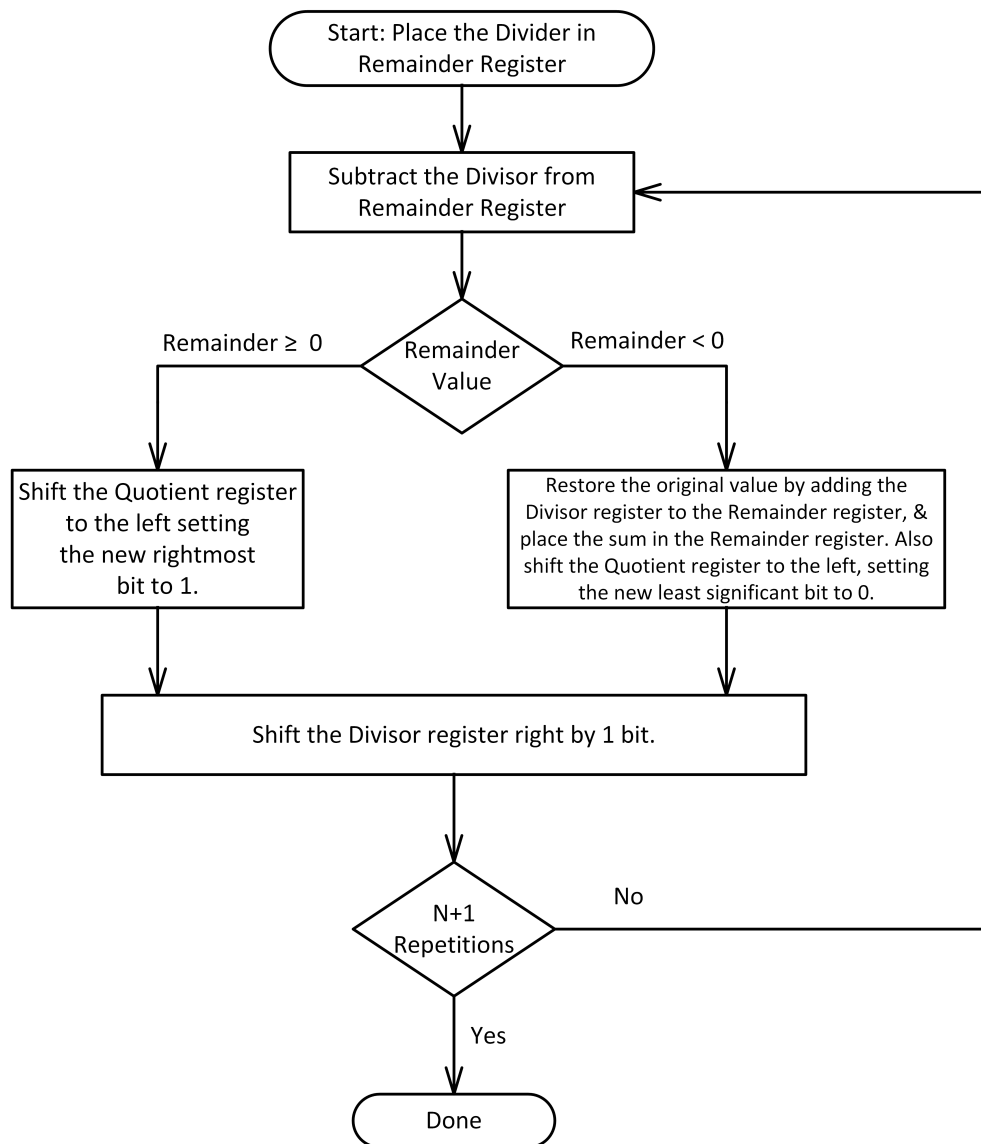 Start: Place the Divider in
Remainder Register
Subtract the Divisor from
Remainder Register
Remainder ≥ 0
Remainder < 0
Remainder
Value
Shift the Quotient register
to the left setting
the new rightmost
bit to 1.
Restore the original value by adding the
Divisor register to the Remainder register, &
place the sum in the Remainder register. Also
shift the Quotient register to the left, setting
the new least significant bit to 0.
Shift the Divisor register right by 1 bit.
N+1
Repetitions
No
Yes
Done